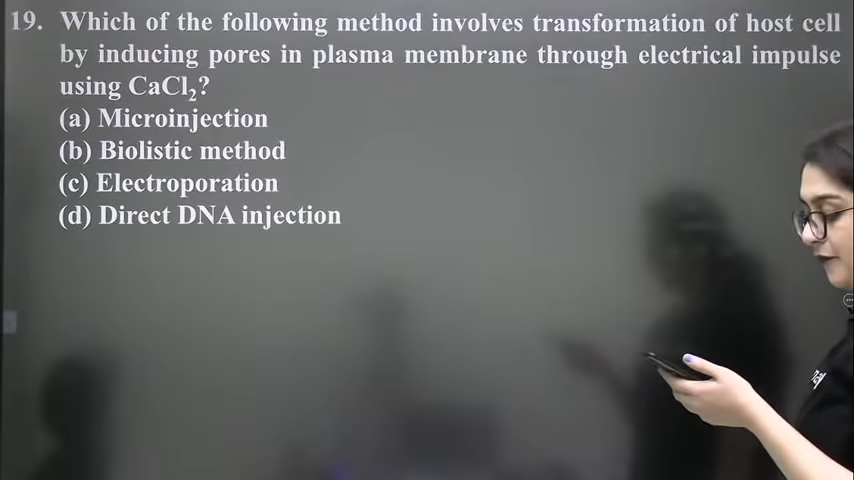 19. Which of the following method involves transformation of host cell
by inducing pores in plasma membrane through electrical impulse
using CaCl₂?
(a) Microinjection
(b) Biolistic method
(c) Electroporation
(d) Direct DNA injection